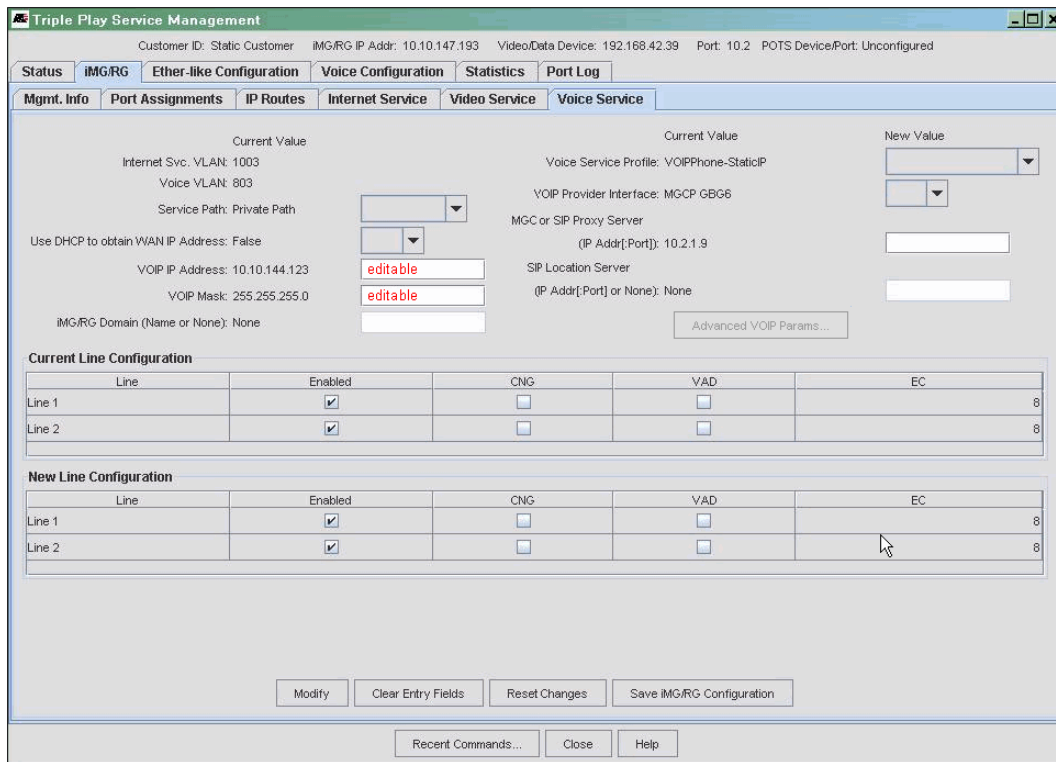 Triple Play Service Management
Customer ID: Static Customer iMG/RG IP Addr: 10.10.147.193 Video/Data Device: 192.168.42.39 Port: 10.2 POTS Device/Port: Unconfigured
Status iMG/RG Ether-like Configuration Voice Configuration Statistics Port Log
Mgmt. Info Port Assignments IP Routes Internet Service Video Service Voice Service
Current Value
Internet Svc. VLAN: 1003
Voice VLAN: 803
Service Path: Private Path
Use DHCP to obtain WAN IP Address: False
VOIP IP Address: 10.10.144.123 editable
VOIP Mask: 255.255.255.0 editable
iMG/RG Domain (Name or None): None
Current Value New Value
Voice Service Profile: VOIPPhone-StaticIP
VOIP Provider Interface: MGCP GBG6
MGC or SIP Proxy Server
(IP Addr[:Port]): 10.2.1.9
SIP Location Server
(IP Addr[:Port] or None): None
Advanced VOIP Params...
Current Line Configuration
Line Enabled CNG VAD EC
Line 1 8
Line 2 8
New Line Configuration
Line Enabled CNG VAD EC
Line 1 8
Line 2 8
Modify Clear Entry Fields Reset Changes Save iMG/RG Configuration
Recent Commands... Close Help